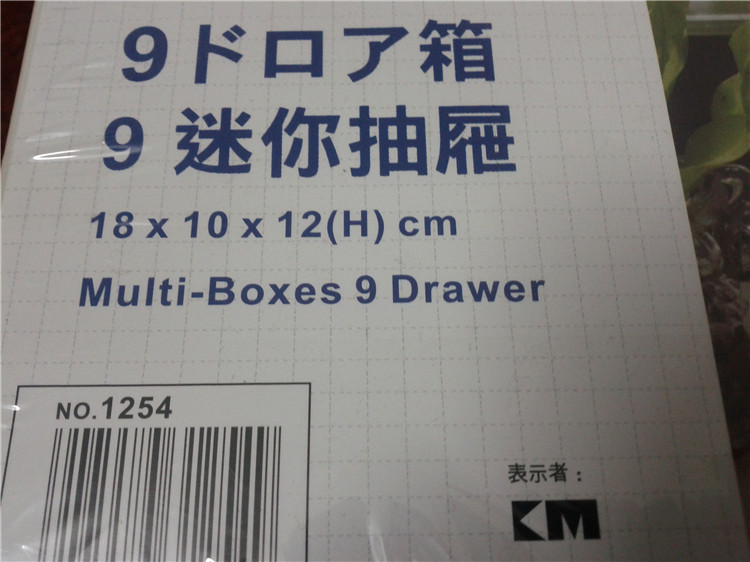 9ドロア箱
9 迷你抽屜
18 x 10 x 12(H) cm
Multi-Boxes 9 Drawer
NO.1254
表示者：
KM